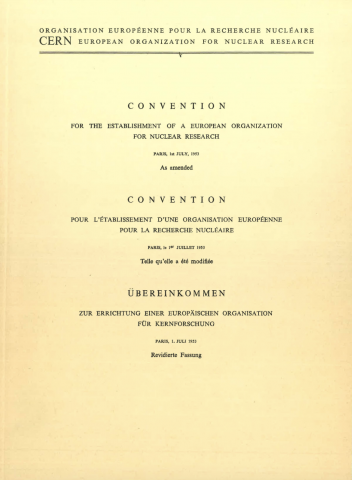 ORGANISATION EUROPÉENNE POUR LA RECHERCHE NUCLÉAIRE
CERN EUROPEAN ORGANIZATION FOR NUCLEAR RESEARCH
CONVENTION
FOR THE ESTABLISHMENT OF A EUROPEAN ORGANIZATION
FOR NUCLEAR RESEARCH
PARIS, 1st JULY, 1953
As amended
CONVENTION
POUR L'ÉTABLISSEMENT D'UNE ORGANISATION EUROPÉENNE
POUR LA RECHERCHE NUCLÉAIRE
PARIS, le 1er JUILLET 1953
Telle qu'elle a été modifiée
ÜBEREINKOMMEN
ZUR ERRICHTUNG EINER EUROPÄISCHEN ORGANISATION
FÜR KERNFORSCHUNG
PARIS, 1. JULI 1953
Revidierte Fassung